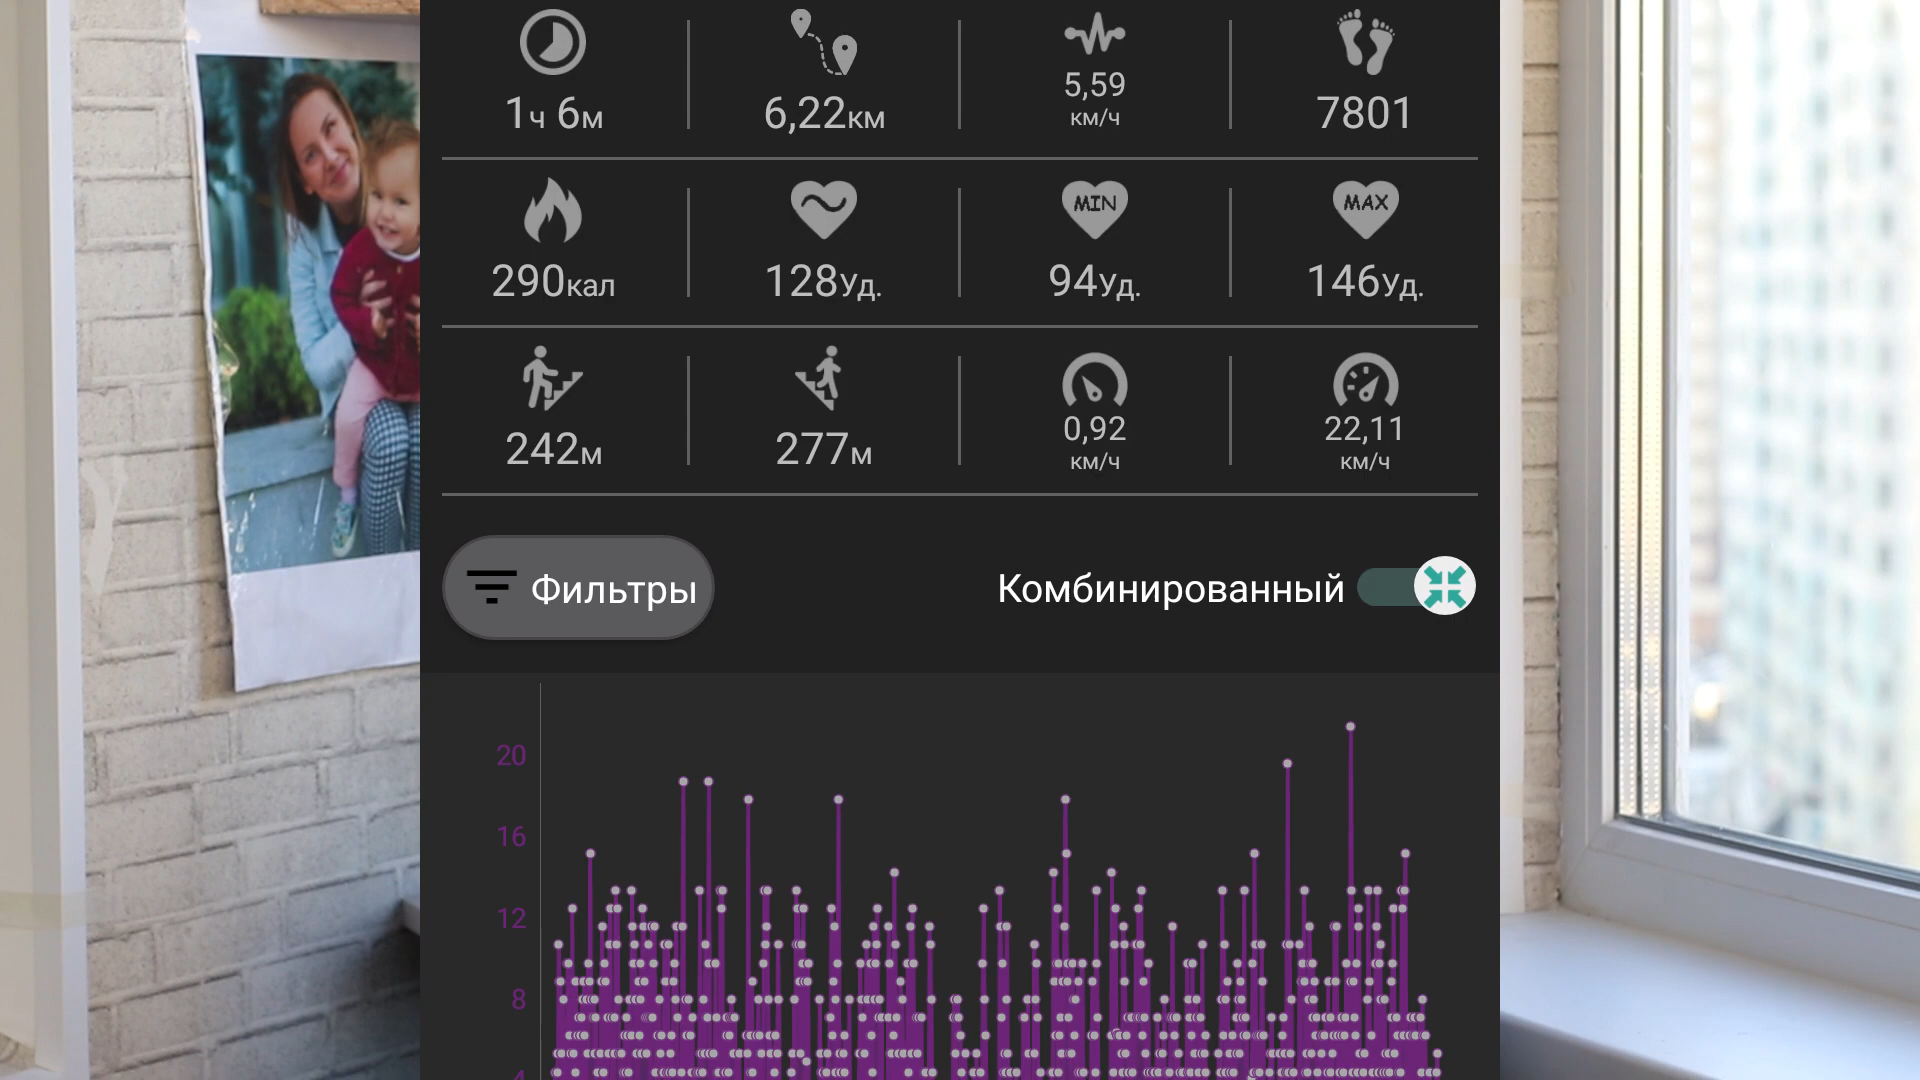 1ч 6м 6,22км 5,59 км/ч 7801
MIN MAX
290кал 128Уд. 94Уд. 146Уд.
242м 277м 0,92 км/ч 22,11 км/ч
Фильтры Комбинированный
20
16
12
8
4